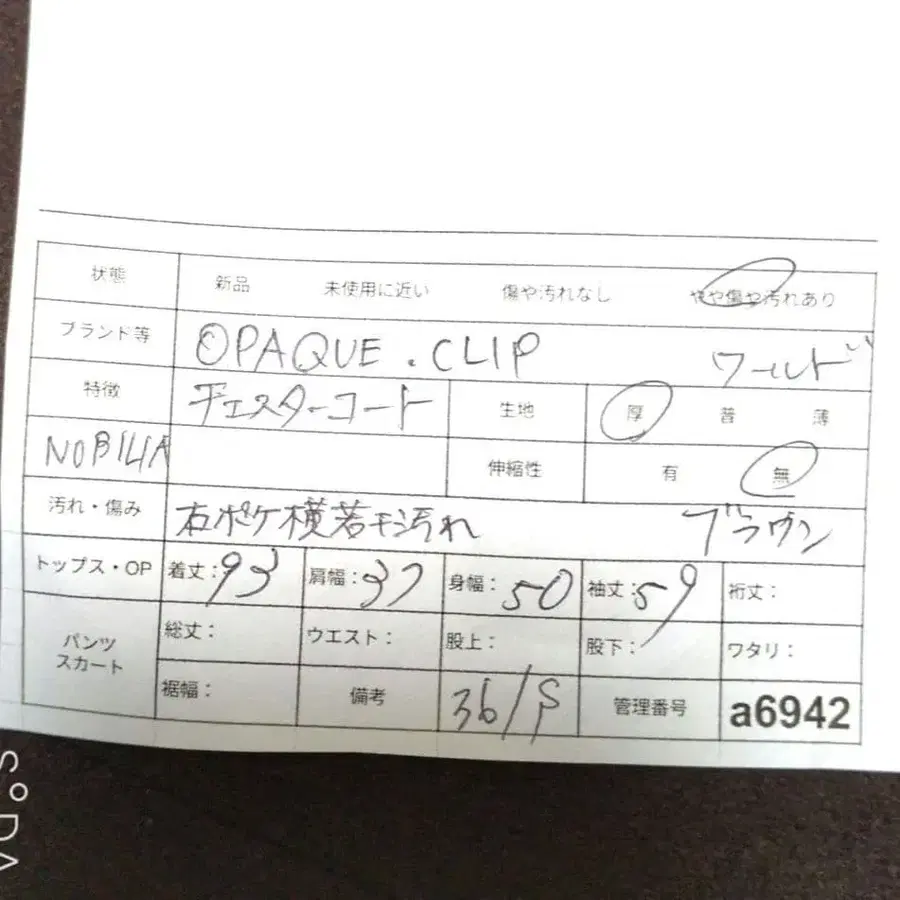 状態 新品 未使用に近い 傷や汚れなし やや傷や汚れあり
ブランド等 OPAQUE.CLIP ワールド
特徴 チェスターコート 生地 厚 普 薄
NOBILIA 伸縮性 有 無
汚れ・傷み 右ポケ横若干汚れ ブラウン
トップス・OP 着丈：93 肩幅：37 身幅：50 袖丈：59 裄丈：
パンツ スカート 総丈： ウエスト： 股上： 股下： ワタリ：
裾幅： 備考 36/S 管理番号 a6942